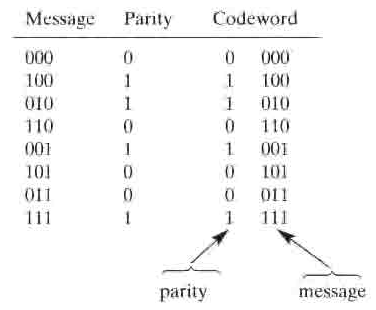 Message Parity Codeword
000 0 0 000
100 1 1 100
010 1 1 010
110 0 0 110
001 1 1 001
101 0 0 101
011 0 0 011
111 1 1 111
parity message